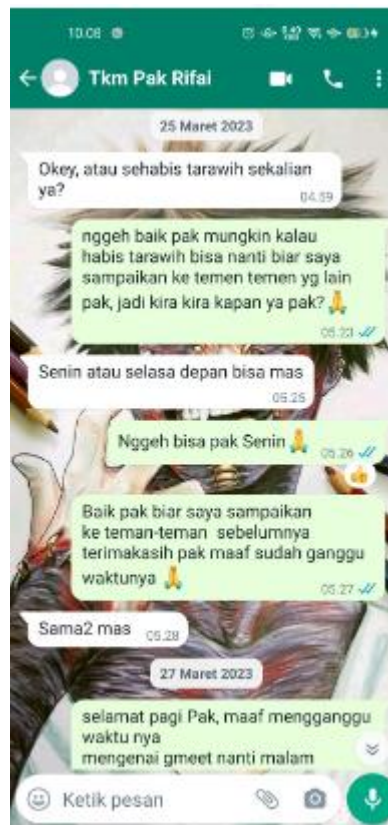 10.08
Tkm Pak Rifai
25 Maret 2023
Okey, atau sehabis tarawih sekalian
ya?
04.59
nggeh baik pak mungkin kalau
habis tarawih bisa nanti biar saya
sampaikan ke temen temen yg lain
pak, jadi kira kira kapan ya pak?🙏
05.23
Senin atau selasa depan bisa mas
05.25
Nggeh bisa pak Senin🙏
05.26
Baik pak biar saya sampaikan
ke teman-teman sebelumnya
terimakasih pak maaf sudah ganggu
waktunya 🙏
05.27
Sama2 mas
05.28
27 Maret 2023
selamat pagi Pak, maaf mengganggu
waktu nya
mengenai gmeet nanti malam
Ketik pesan